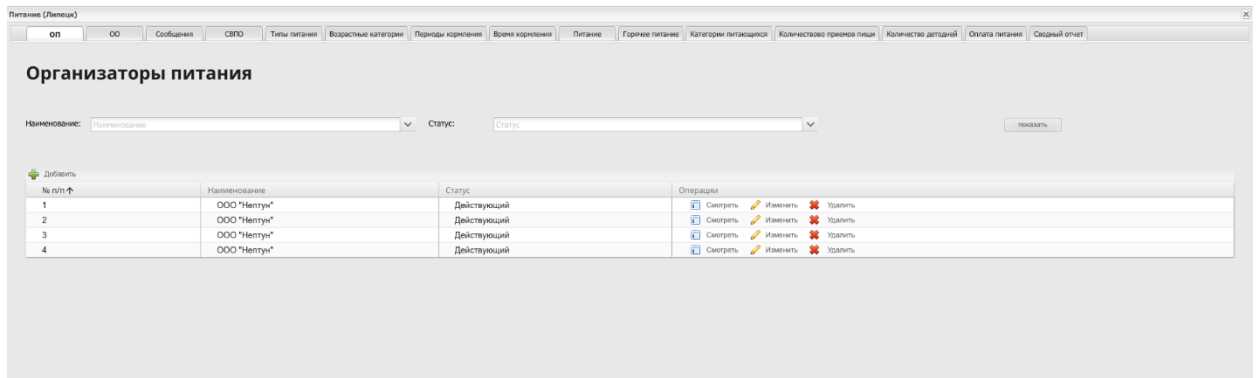 Питание (Липецк)
ОП ОО Сообщения СВПО Типы питания Возрастные категории Периоды кормления Время кормления Питание Горячее питание Категории питающихся Количествово приемов пищи Количество детодней Оплата питания Сводный отчет
Организаторы питания
Наименование: Наименование Статус: Статус показать
Добавить
№ п/п Наименование Статус Операции
1 ООО "Нептун" Действующий Смотреть Изменить Удалить
2 ООО "Нептун" Действующий Смотреть Изменить Удалить
3 ООО "Нептун" Действующий Смотреть Изменить Удалить
4 ООО "Нептун" Действующий Смотреть Изменить Удалить